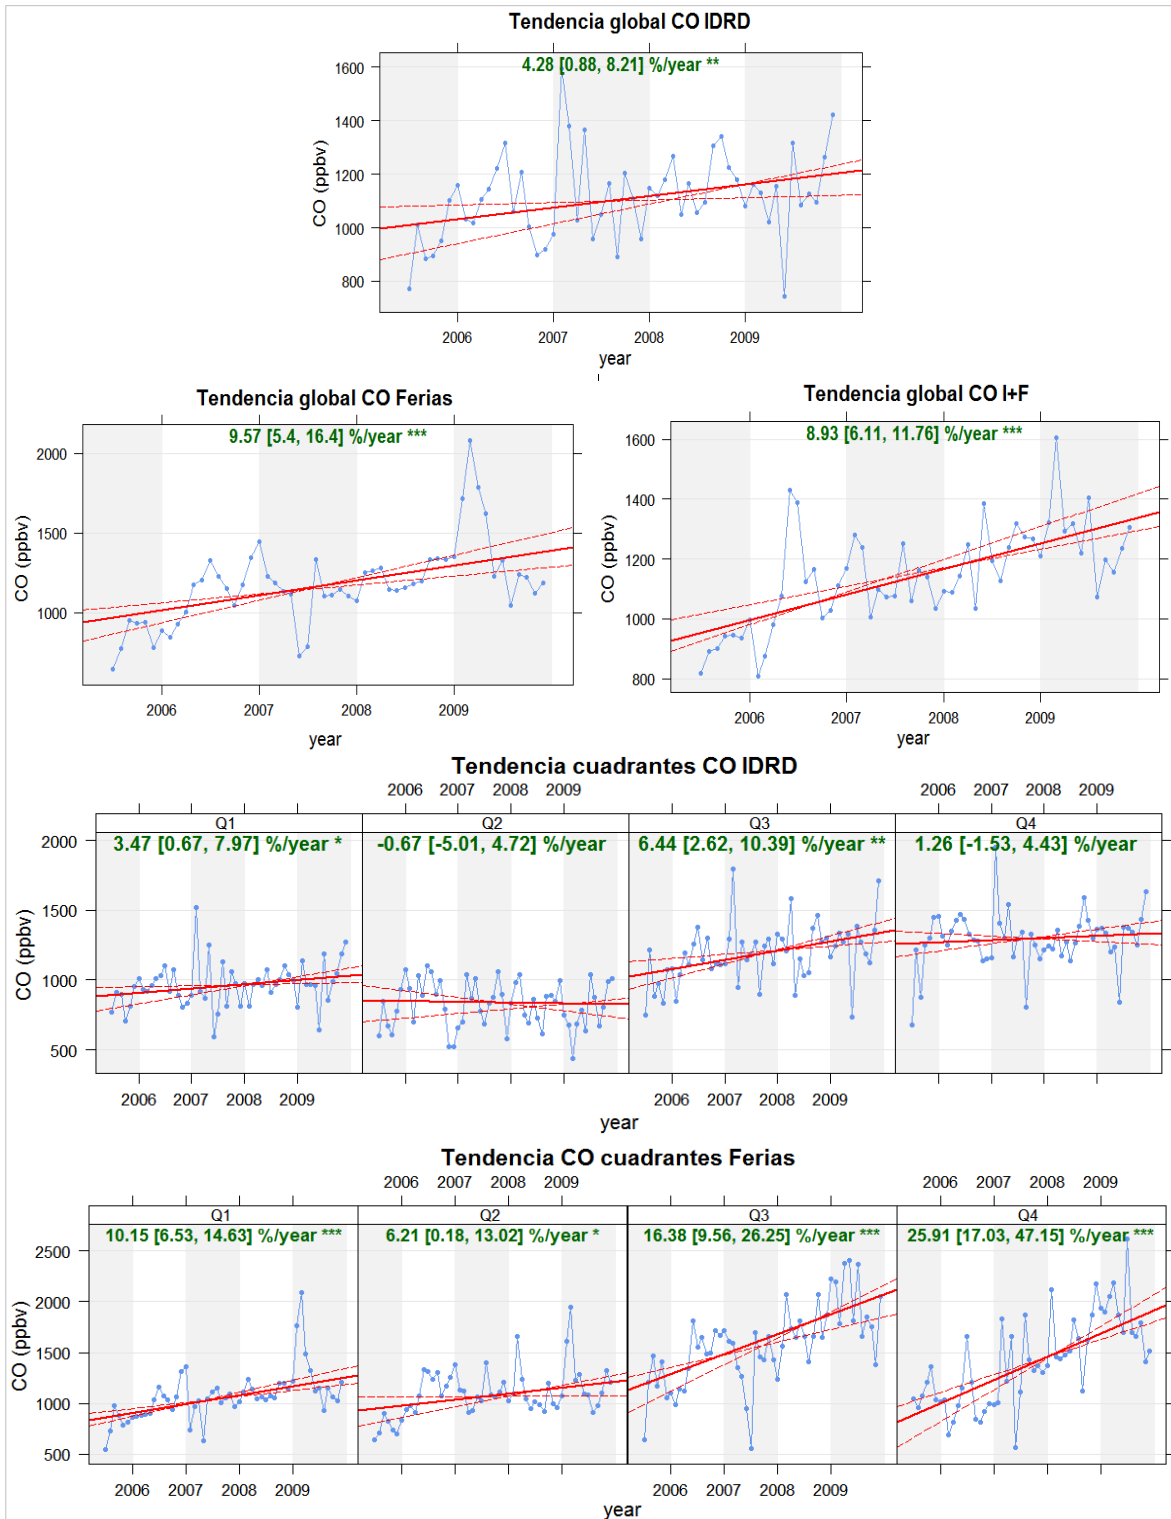 Tendencia global CO IDRD
4.28 [0.88, 8.21] %/year **
1600
1400
1200
1000
800
CO (ppbv)
2006 2007 2008 2009
year
Tendencia global CO Ferias
9.57 [5.4, 16.4] %/year ***
2000
1500
1000
CO (ppbv)
2006 2007 2008 2009
year
Tendencia global CO I+F
8.93 [6.11, 11.76] %/year ***
1600
1400
1200
1000
800
CO (ppbv)
2006 2007 2008 2009
year
Tendencia cuadrantes CO IDRD
2006 2007 2008 2009 2006 2007 2008 2009
Q1 Q2 Q3 Q4
3.47 [0.67, 7.97] %/year * -0.67 [-5.01, 4.72] %/year 6.44 [2.62, 10.39] %/year ** 1.26 [-1.53, 4.43] %/year
2000
1500
1000
500
CO (ppbv)
2006 2007 2008 2009 2006 2007 2008 2009
year
Tendencia CO cuadrantes Ferias
2006 2007 2008 2009 2006 2007 2008 2009
Q1 Q2 Q3 Q4
10.15 [6.53, 14.63] %/year *** 6.21 [0.18, 13.02] %/year * 16.38 [9.56, 26.25] %/year *** 25.91 [17.03, 47.15] %/year ***
2500
2000
1500
1000
500
CO (ppbv)
2006 2007 2008 2009 2006 2007 2008 2009
year